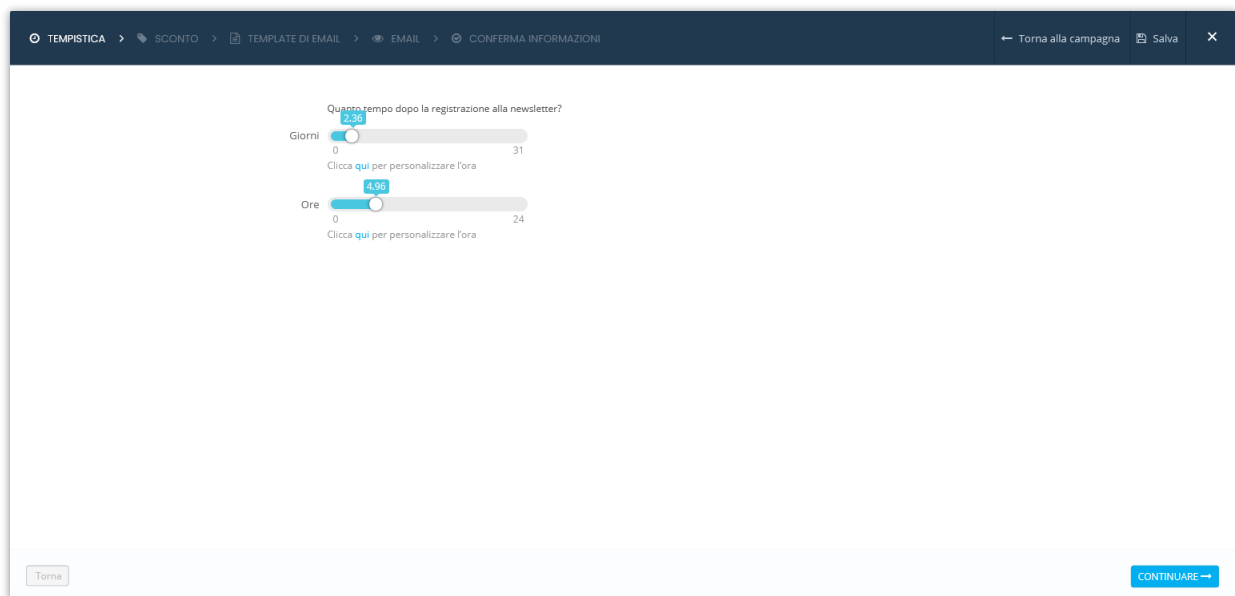 TEMPISTICA > SCONTO > TEMPLATE DI EMAIL > EMAIL > CONFERMA INFORMAZIONI ← Torna alla campagna Salva ×
Quanto tempo dopo la registrazione alla newsletter?
2.36
Giorni
0 31
Clicca qui per personalizzare l'ora
4.96
Ore
0 24
Clicca qui per personalizzare l'ora
Torna CONTINUARE →